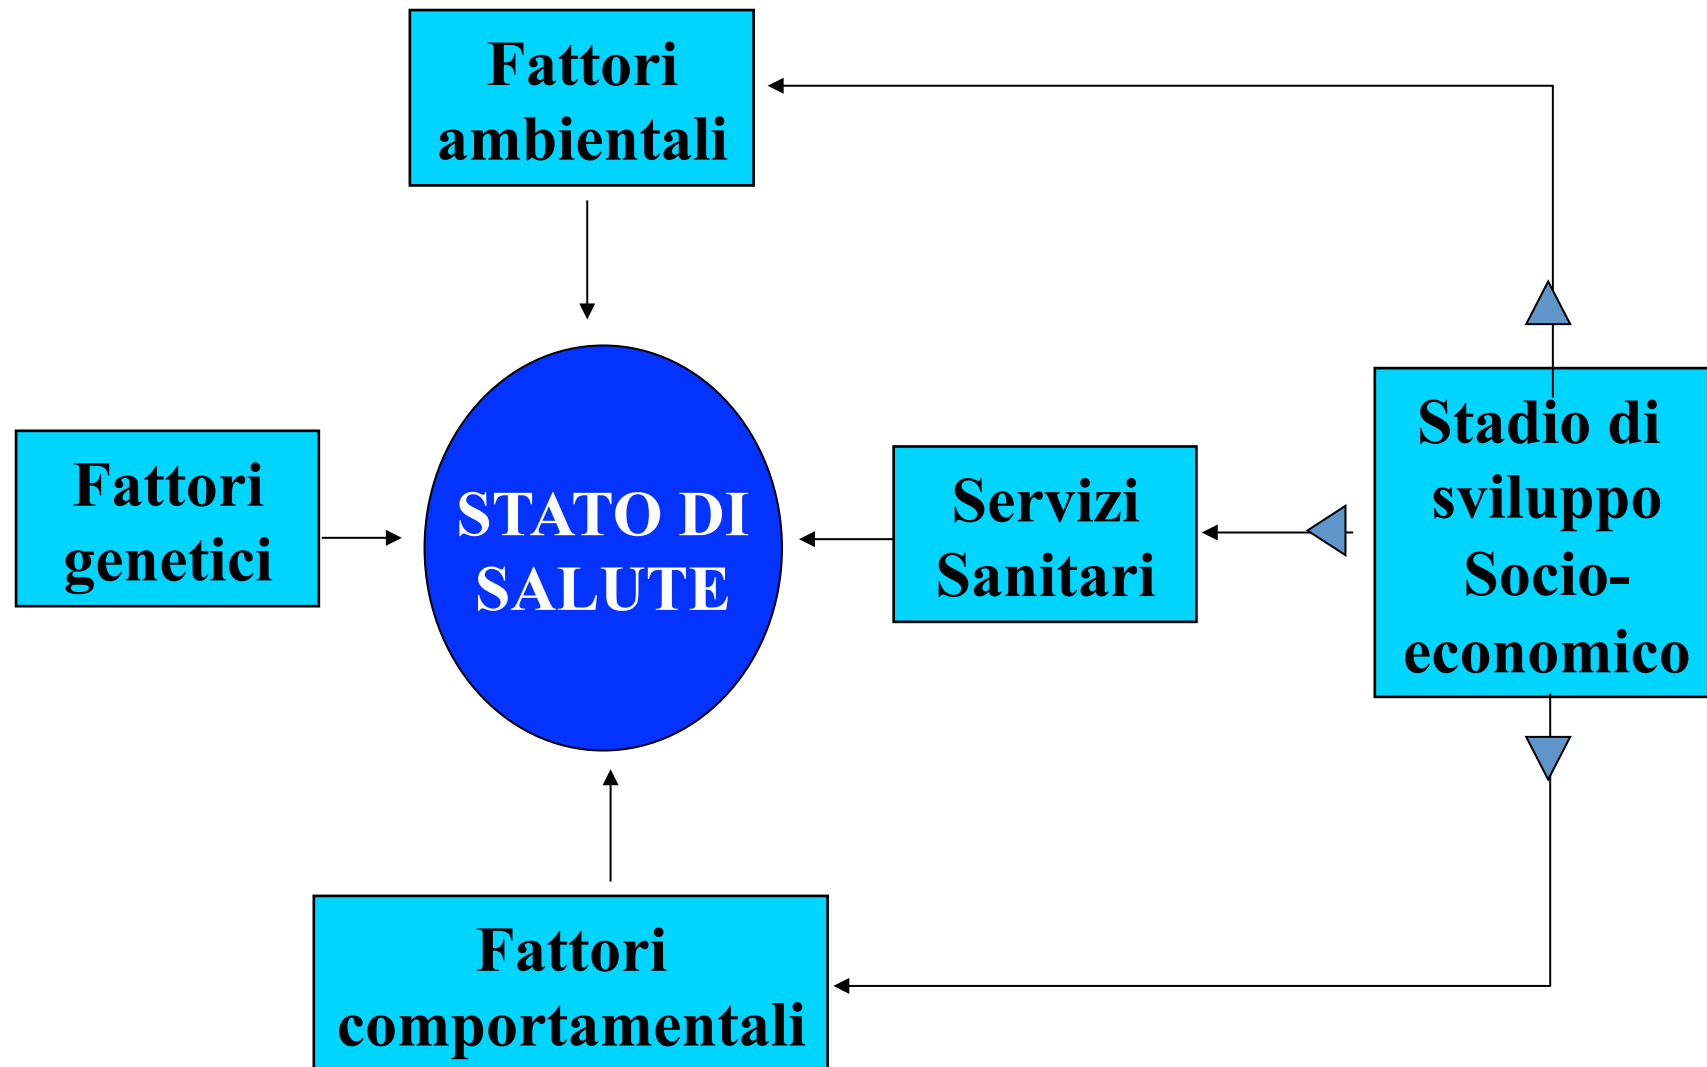 Fattori
ambientali
Fattori
genetici
STATO DI
SALUTE
Servizi
Sanitari
Stadio di
sviluppo
Socio-
economico
Fattori
comportamentali